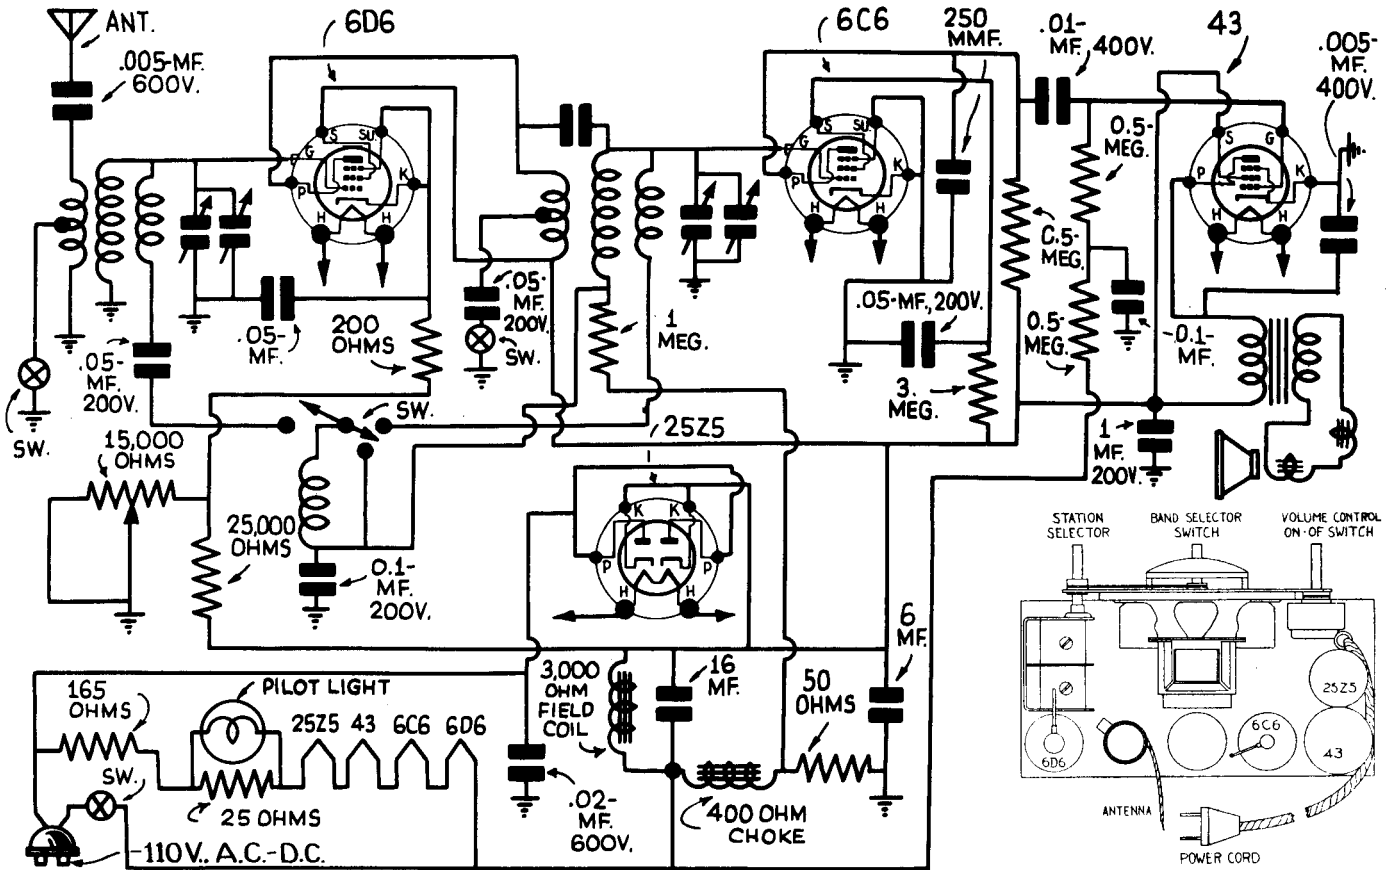 ANT.
.005-MF.
600V.
6D6
6C6
250
MMF.
.01-
MF.
400V.
43
.005-
MF.
400V.
S
SU
G
P
K
H
H
S
SU
G
P
K
H
H
S
G
P
K
H
H
0.5-
MEG.
0.5-
MEG.
0.5-
MEG.
0.1-
MF.
.05-
MF.
200V.
SW.
.05-
MF.
200
OHMS
.05-
MF.
200V.
SW.
1
MEG.
.05-MF., 200V.
3.
MEG.
SW.
15,000
OHMS
25,000
OHMS
0.1-
MF.
200V.
25Z5
K
K
P
P
H
H
1
MF.
200V.
6
MF.
16
MF.
50
OHMS
3,000
OHM
FIELD
COIL
.02-
MF.
600V.
400 OHM
CHOKE
165
OHMS
PILOT LIGHT
25Z5
43
6C6
6D6
SW.
25 OHMS
110V.. A.C.-D.C.
STATION
SELECTOR
BAND SELECTOR
SWITCH
VOLUME CONTROL
ON-OF SWITCH
6D6
6C6
25Z5
43
ANTENNA
POWER CORD